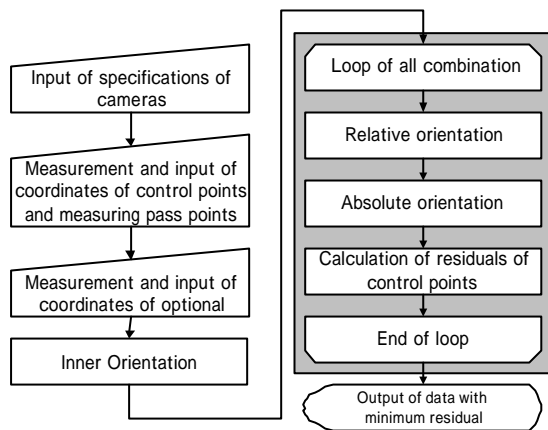 Input of specifications of
cameras
Measurement and input of
coordinates of control points
and measuring pass points
Measurement and input of
coordinates of optional
Inner Orientation
Loop of all combination
Relative orientation
Absolute orientation
Calculation of residuals of
control points
End of loop
Output of data with
minimum residual